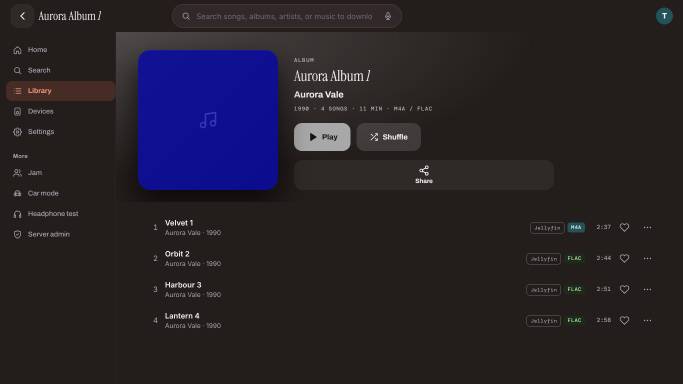 Aurora Album 1
Search songs, albums, artists, or music to downlo
T
Home
Search
Library
Devices
Settings
More
Jam
Car mode
Headphone test
Server admin
ALBUM
Aurora Album 1
Aurora Vale
1990 · 4 SONGS · 11 MIN · M4A / FLAC
Play
Shuffle
Share
1 Velvet 1 Jellyfin M4A 2:37
Aurora Vale · 1990
2 Orbit 2 Jellyfin FLAC 2:44
Aurora Vale · 1990
3 Harbour 3 Jellyfin FLAC 2:51
Aurora Vale · 1990
4 Lantern 4 Jellyfin FLAC 2:58
Aurora Vale · 1990